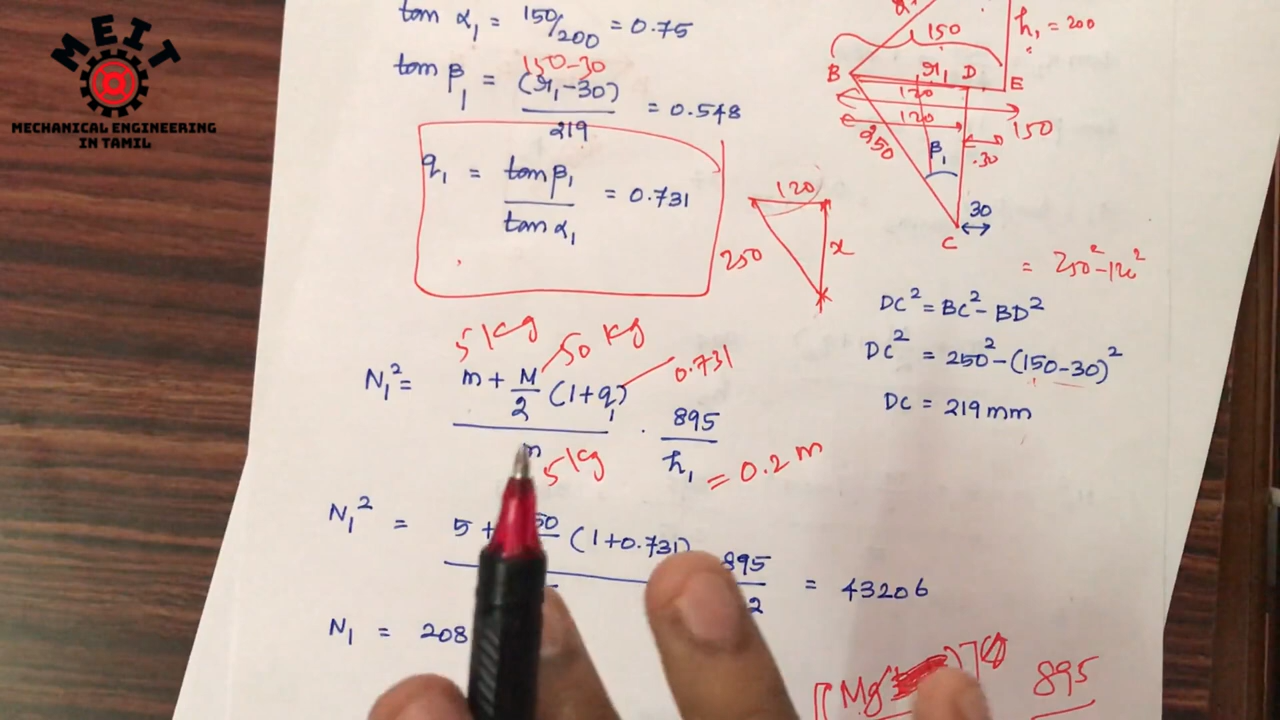 MEIT
MECHANICAL ENGINEERING
IN TAMIL
tan α₁ = 150/200 = 0.75
150-30
tan β₁ = (r₁-30)/219 = 0.548
q₁ = tan β₁/tan α₁ = 0.731
150
h₁ = 200
B r₁ D E
120
120
150
250
β₁
30
30
C
120
250 x
= 250²-120²
DC² = BC²-BD²
DC² = 250²-(150-30)²
DC = 219 mm
5 kg 50 kg 0.731
N₁² = m + M/2 (1+q₁)/m · 895/h₁ = 0.2 m
5 kg
N₁² = 5 + 50 (1+0.731) 895 2 = 43206
N₁ = 208
[Mg )] 895